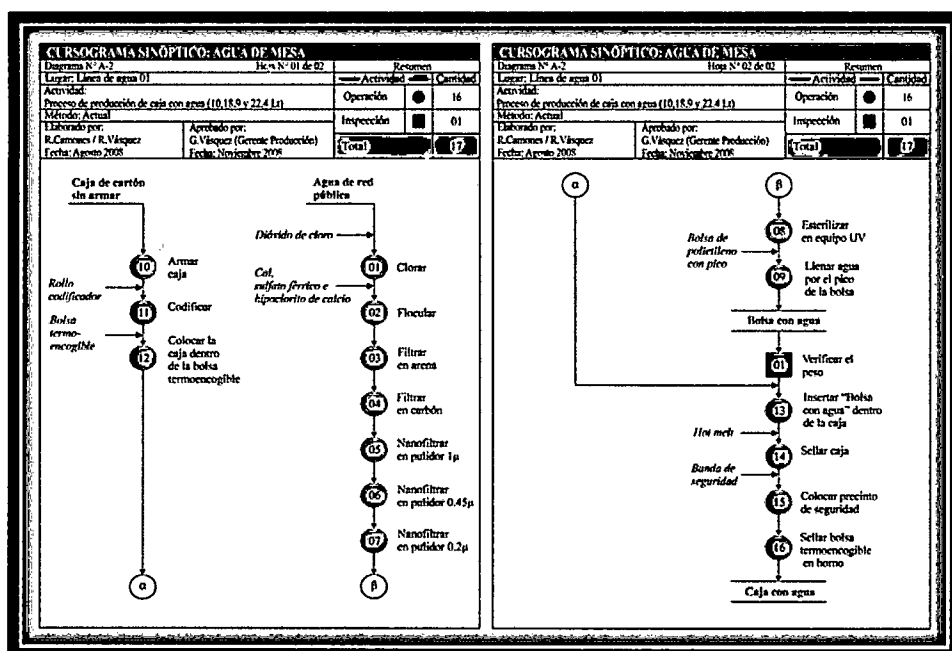 CURSOGRAMA SINÓPTICO: AGUA DE MESA
Diagrama N° A-2 Hoja N° 01 de 02 Resumen
Lugar: Línea de agua 01 Actividad Cantidad
Actividad:
Proceso de producción de caja con agua (10,18.9 y 22.4 Lt) Operación 16
Método: Actual Inspección 01
Elaborado por: Aprobado por:
R.Camones / R.Vásquez G.Vásquez (Gerente Producción) Total 17
Fecha: Agosto 2008 Fecha: Noviembre 2008
Caja de cartón
sin armar
Rollo
codificador
Bolsa
termo-
encogible
10 Armar
caja
11 Codificar
12 Colocar la
caja dentro
de la bolsa
termoencogible
α
Agua de red
pública
Dióxido de cloro
01 Clorar
Cal,
sulfato férrico e
hipoclorito de calcio
02 Flocular
03 Filtrar
en arena
04 Filtrar
en carbón
05 Nanofiltrar
en pulidor 1μ
06 Nanofiltrar
en pulidor 0.45μ
07 Nanofiltrar
en pulidor 0.2μ
β
CURSOGRAMA SINÓPTICO: AGUA DE MESA
Diagrama N° A-2 Hoja N° 02 de 02 Resumen
Lugar: Línea de agua 01 Actividad Cantidad
Actividad:
Proceso de producción de caja con agua (10,18.9 y 22.4 Lt) Operación 16
Método: Actual Inspección 01
Elaborado por: Aprobado por:
R.Camones / R.Vásquez G.Vásquez (Gerente Producción) Total 17
Fecha: Agosto 2008 Fecha: Noviembre 2008
α β
08 Esterilizar
en equipo UV
Bolsa de
polietileno
con pico
09 Llenar agua
por el pico
de la bolsa
Bolsa con agua
01 Verificar el
peso
13 Insertar "Bolsa
con agua" dentro
de la caja
Hot melt
14 Sellar caja
Banda de
seguridad
15 Colocar precinto
de seguridad
16 Sellar bolsa
termoencogible
en horno
Caja con agua